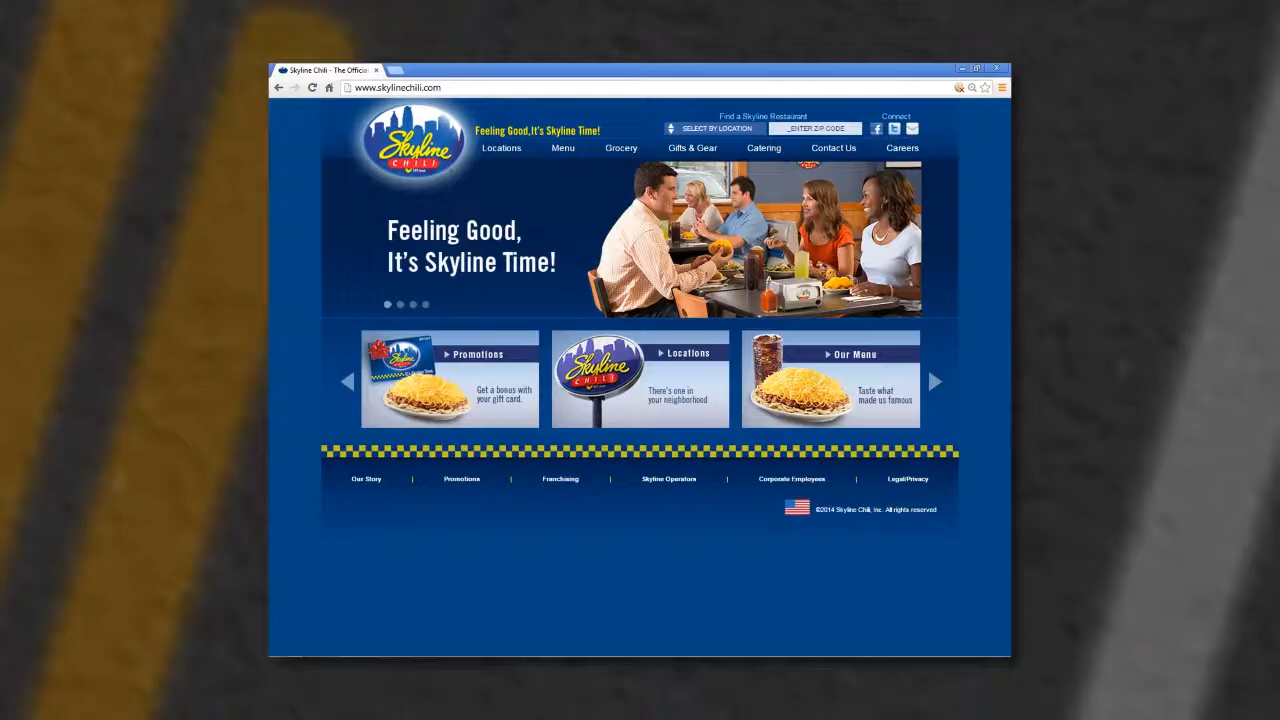 Skyline Chili - The Officia
www.skylinechili.com
Skyline
CHILI
Feeling Good,It's Skyline Time!
Find a Skyline Restaurant
Connect
SELECT BY LOCATION
_ENTER ZIP CODE
Locations
Menu
Grocery
Gifts & Gear
Catering
Contact Us
Careers
Feeling Good,
It's Skyline Time!
Promotions
Get a bonus with
your gift card.
Skyline
CHILI
Locations
There's one in
your neighborhood
Our Menu
Taste what
made us famous
Our Story
Promotions
Franchising
Skyline Operators
Corporate Employees
Legal/Privacy
©2014 Skyline Chili, Inc. All rights reserved